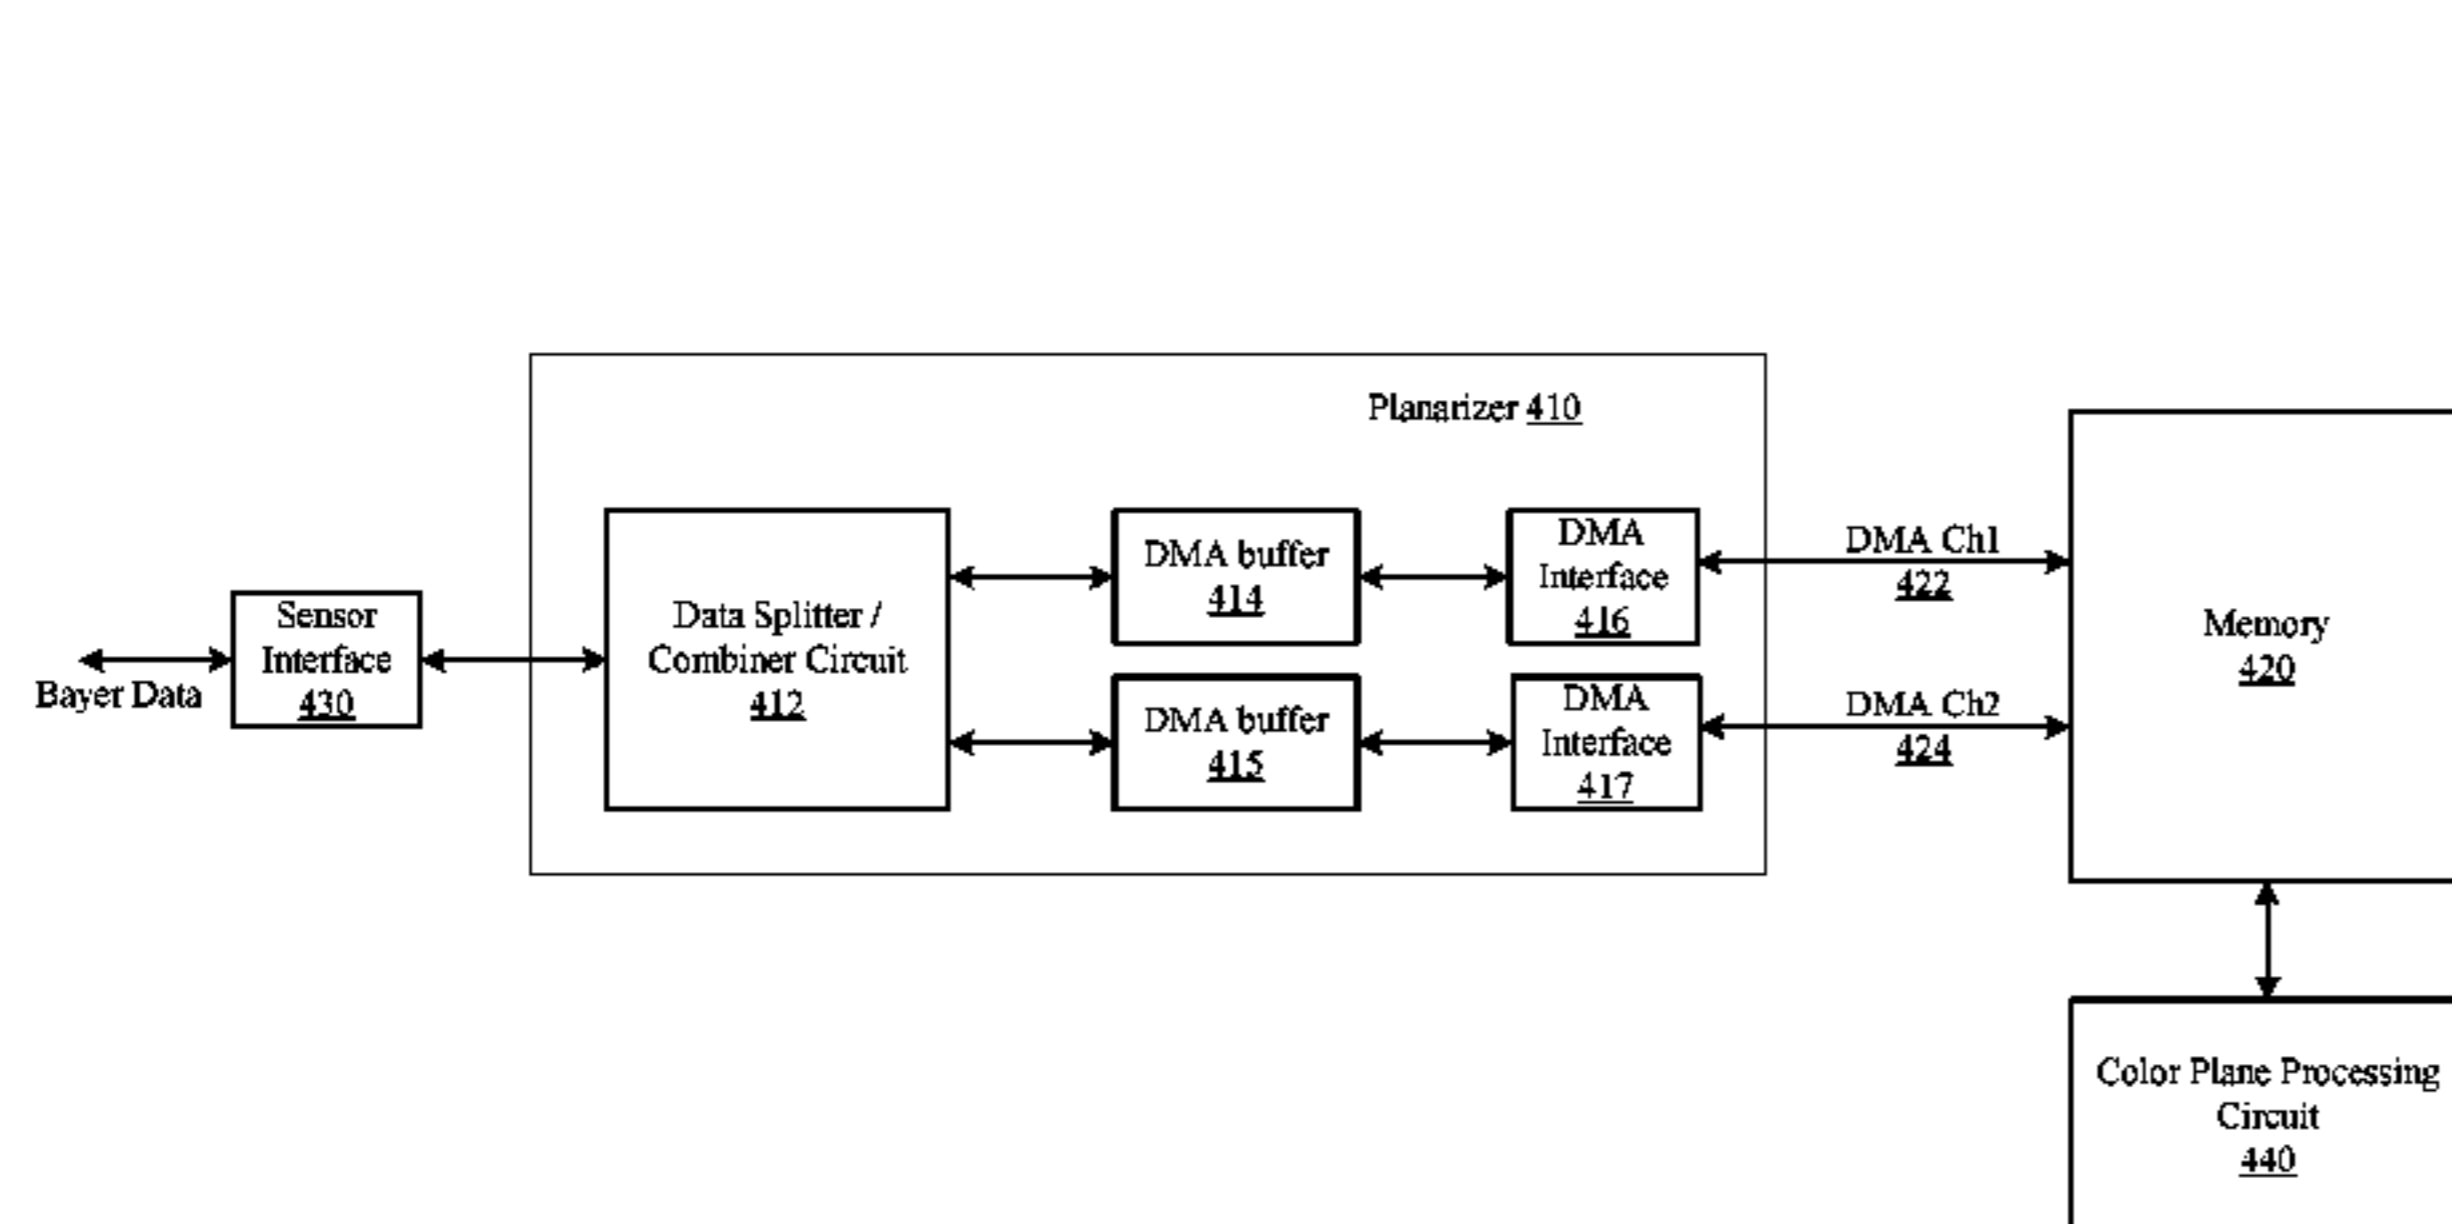 Planarizer 410
Bayer Data
Sensor
Interface
430
Data Splitter /
Combiner Circuit
412
DMA buffer
414
DMA
Interface
416
DMA Ch1
422
DMA buffer
415
DMA
Interface
417
DMA Ch2
424
Memory
420
Color Plane Processing
Circuit
440